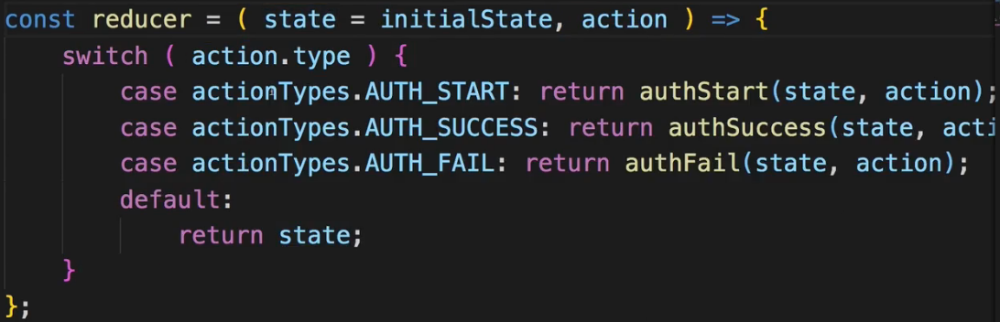 const reducer = ( state = initialState, action ) => {
    switch ( action.type ) {
        case actionTypes.AUTH_START: return authStart(state, action);
        case actionTypes.AUTH_SUCCESS: return authSuccess(state, acti
        case actionTypes.AUTH_FAIL: return authFail(state, action);
        default:
            return state;
    }
};